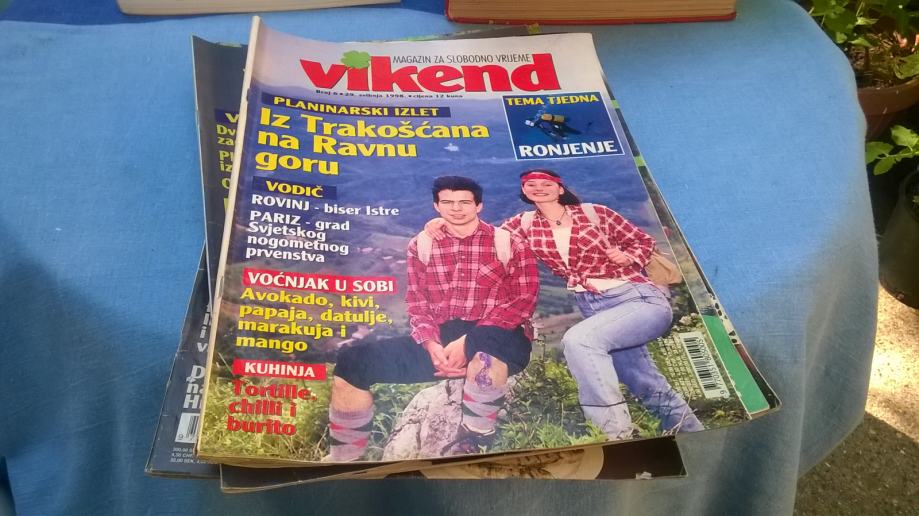 MAGAZIN ZA SLOBODNO VRIJEME
vikend
Broj 6 • 29. svibnja 1998. • cijena 12 kuna
PLANINARSKI IZLET
Iz Trakošćana
na Ravnu
goru
TEMA TJEDNA
RONJENJE
VODIČ
ROVINJ - biser Istre
PARIZ - grad
Svjetskog
nogometnog
prvenstva
VOĆNJAK U SOBI
Avokado, kivi,
papaja, datulje,
marakuja i
mango
KUHINJA
Tortille,
chilli i
burito